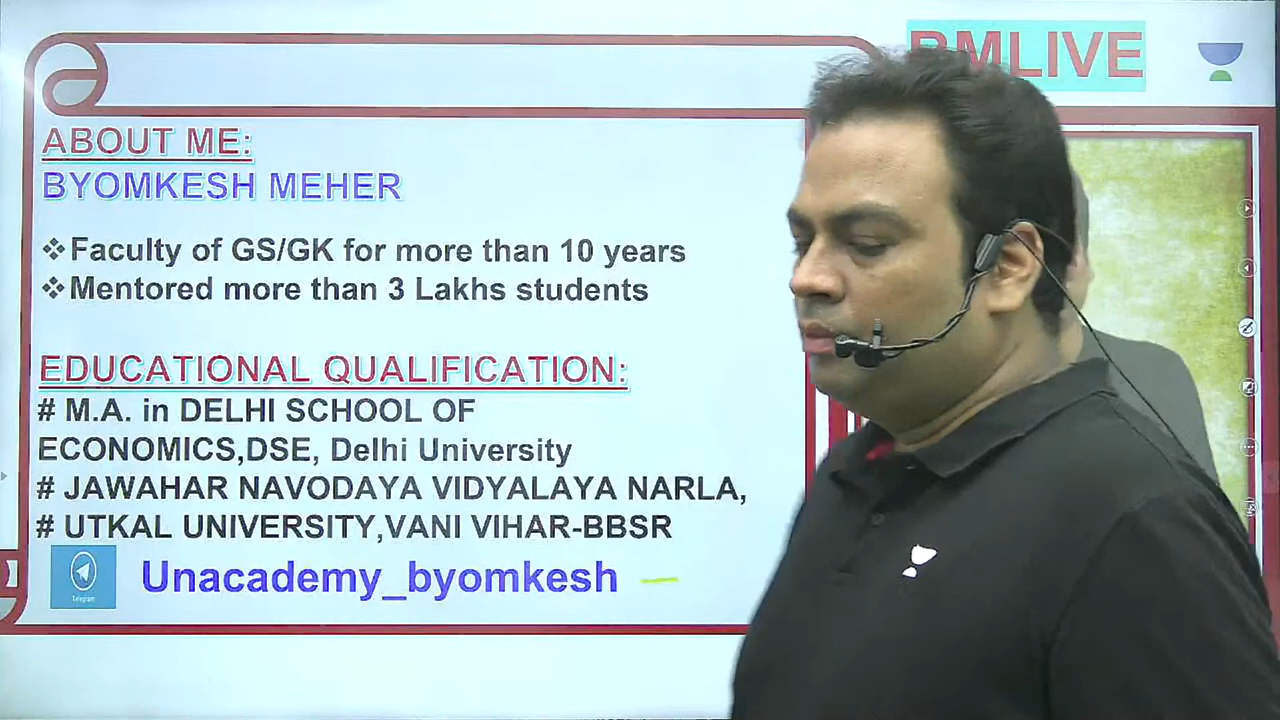 BMLIVE
ABOUT ME:
BYOMKESH MEHER
❖Faculty of GS/GK for more than 10 years
❖Mentored more than 3 Lakhs students
EDUCATIONAL QUALIFICATION:
# M.A. in DELHI SCHOOL OF
ECONOMICS,DSE, Delhi University
# JAWAHAR NAVODAYA VIDYALAYA NARLA,
# UTKAL UNIVERSITY,VANI VIHAR-BBSR
Telegram
Unacademy_byomkesh